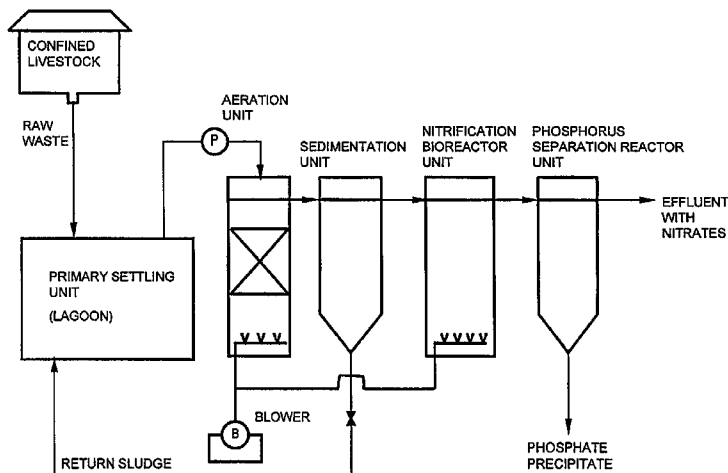 CONFINED
LIVESTOCK
RAW
WASTE
AERATION
UNIT
P
SEDIMENTATION
UNIT
NITRIFICATION
BIOREACTOR
UNIT
PHOSPHORUS
SEPARATION REACTOR
UNIT
EFFLUENT
WITH
NITRATES
PRIMARY SETTLING
UNIT
(LAGOON)
B
BLOWER
RETURN SLUDGE
PHOSPHATE
PRECIPITATE